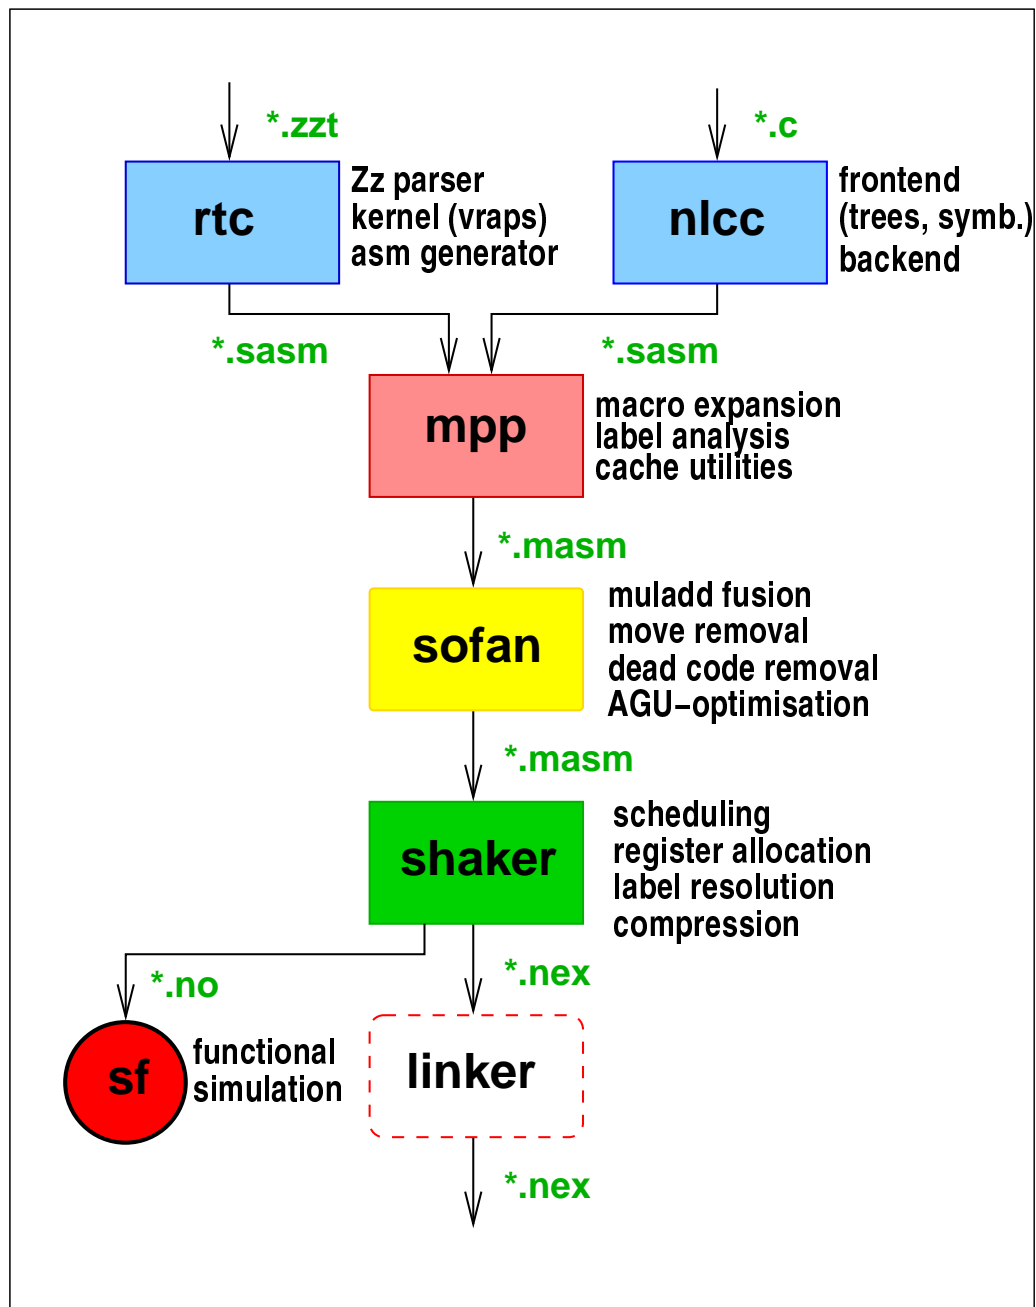 *.zzt
*.c
rtc
Zz parser
kernel (vraps)
asm generator
nlcc
frontend
(trees, symb.)
backend
*.sasm
*.sasm
mpp
macro expansion
label analysis
cache utilities
*.masm
sofan
muladd fusion
move removal
dead code removal
AGU–optimisation
*.masm
shaker
scheduling
register allocation
label resolution
compression
*.no
*.nex
sf
functional
simulation
linker
*.nex